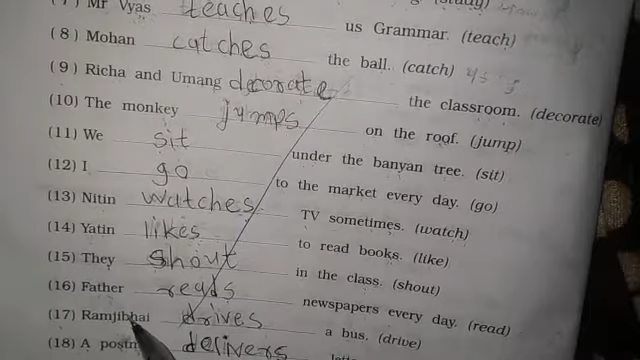 (7) Mr Vyas teaches us Grammar. (teach)
(8) Mohan catches the ball. (catch)
(9) Richa and Umang decorate the classroom. (decorate)
(10) The monkey jumps on the roof. (jump)
(11) We sit under the banyan tree. (sit)
(12) I go to the market every day. (go)
(13) Nitin watches TV sometimes. (watch)
(14) Yatin likes to read books. (like)
(15) They shout in the class. (shout)
(16) Father reads newspapers every day. (read)
(17) Ramjibhai drives a bus. (drive)
(18) A delivers